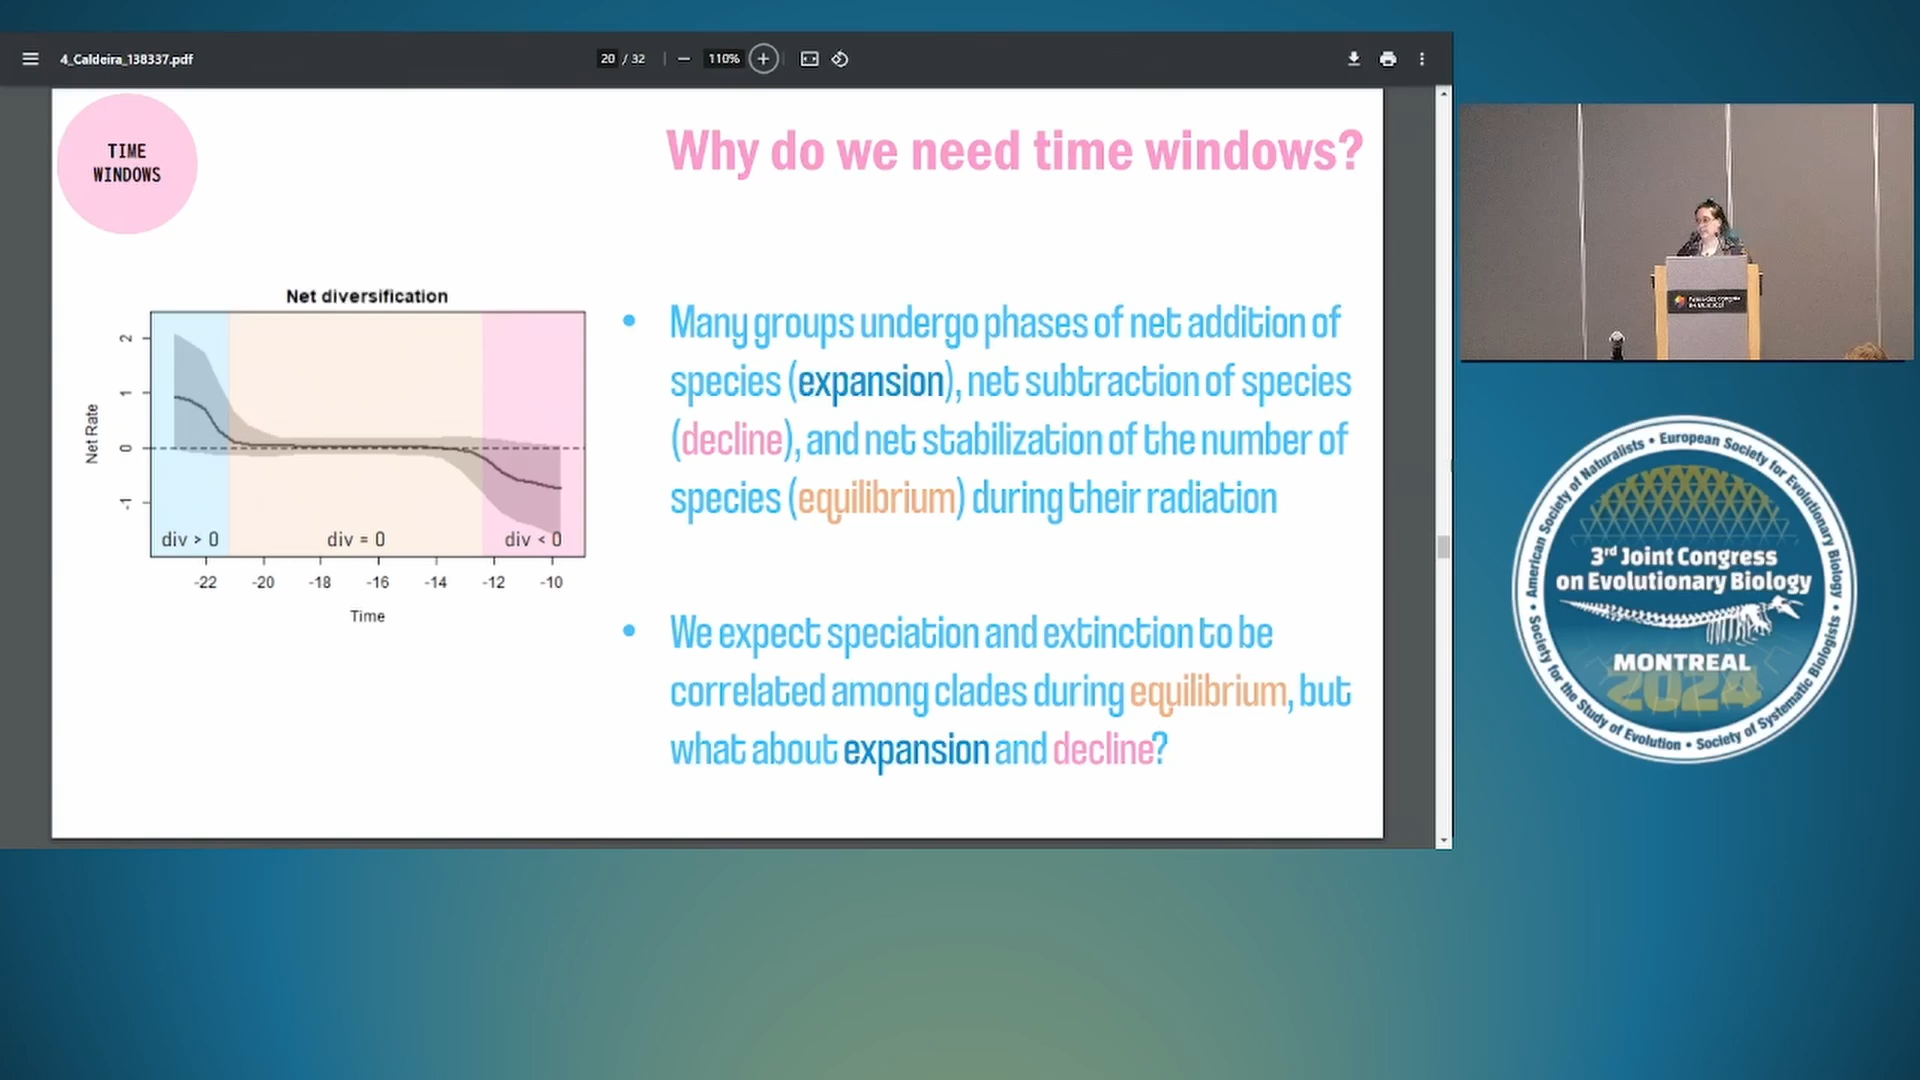 4_Caldeira_138337.pdf
20 / 32
110%
TIME
WINDOWS
Why do we need time windows?
Net diversification
Net Rate
2
1
0
-1
div > 0
div = 0
div < 0
-22
-20
-18
-16
-14
-12
-10
Time
• Many groups undergo phases of net addition of
species (expansion), net subtraction of species
(decline), and net stabilization of the number of
species (equilibrium) during their radiation
• We expect speciation and extinction to be
correlated among clades during equilibrium, but
what about expansion and decline?
American Society of Naturalists • European Society for Evolutionary Biology •
Society for the Study of Evolution • Society of Systematic Biologists •
3rd Joint Congress
on Evolutionary Biology
MONTREAL
2024